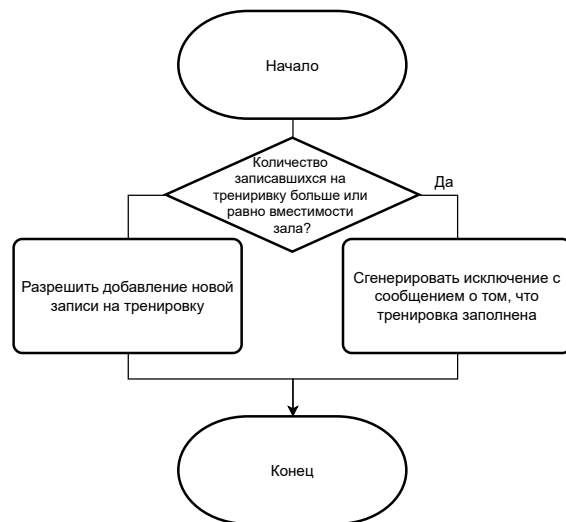 Начало
Количество
записавшихся на
трениривку больше или
равно вместимости
зала?
Да
Разрешить добавление новой
записи на тренировку
Сгенерировать исключение с
сообщением о том, что
тренировка заполнена
Конец